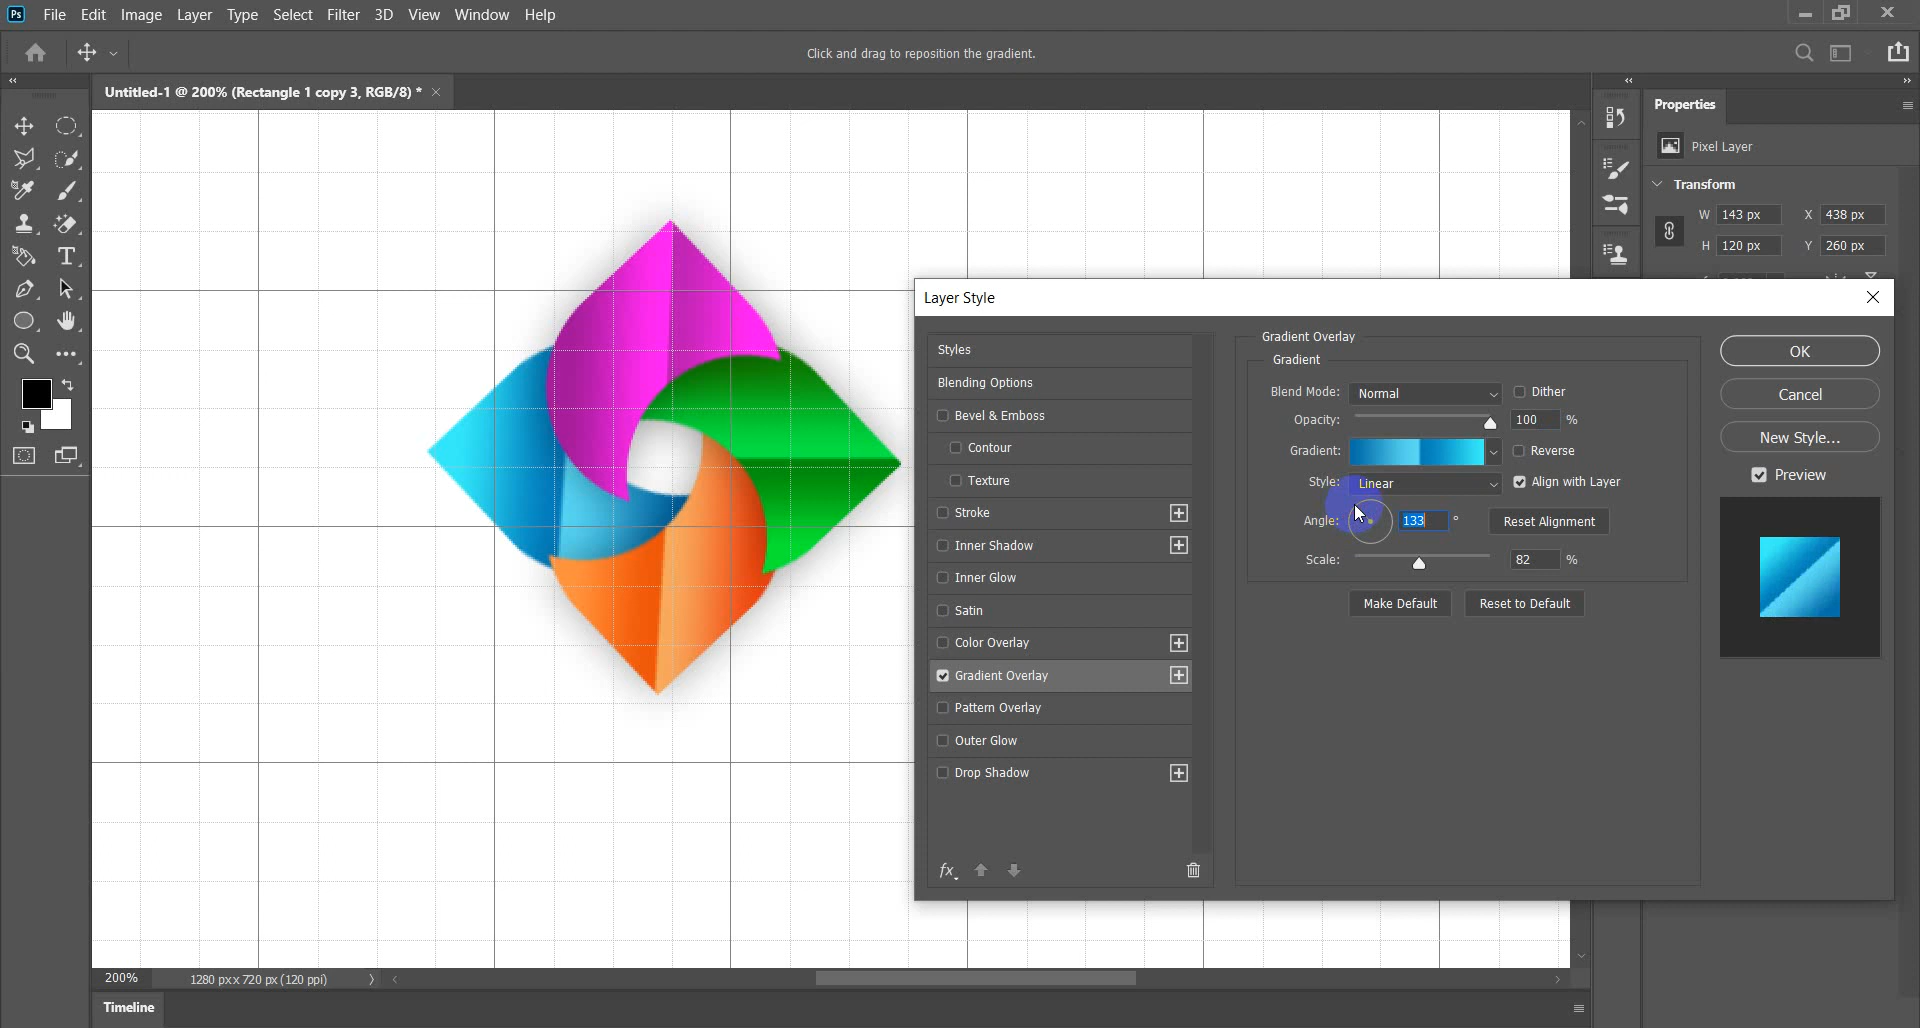 Ps File Edit Image Layer Type Select Filter 3D View Window Help
Click and drag to reposition the gradient.
Untitled-1 @ 200% (Rectangle 1 copy 3, RGB/8) *
Properties
Pixel Layer
Transform
W 143 px X 438 px
H 120 px Y 260 px
Layer Style
Styles
Blending Options
Bevel & Emboss
Contour
Texture
Stroke
Inner Shadow
Inner Glow
Satin
Color Overlay
Gradient Overlay
Pattern Overlay
Outer Glow
Drop Shadow
fx
Gradient Overlay
Gradient
Blend Mode: Normal Dither
Opacity: 100 %
Gradient: Reverse
Style: Linear Align with Layer
Angle: 133 ° Reset Alignment
Scale: 82 %
Make Default Reset to Default
OK
Cancel
New Style...
Preview
200% 1280 px x 720 px (120 ppi)
Timeline